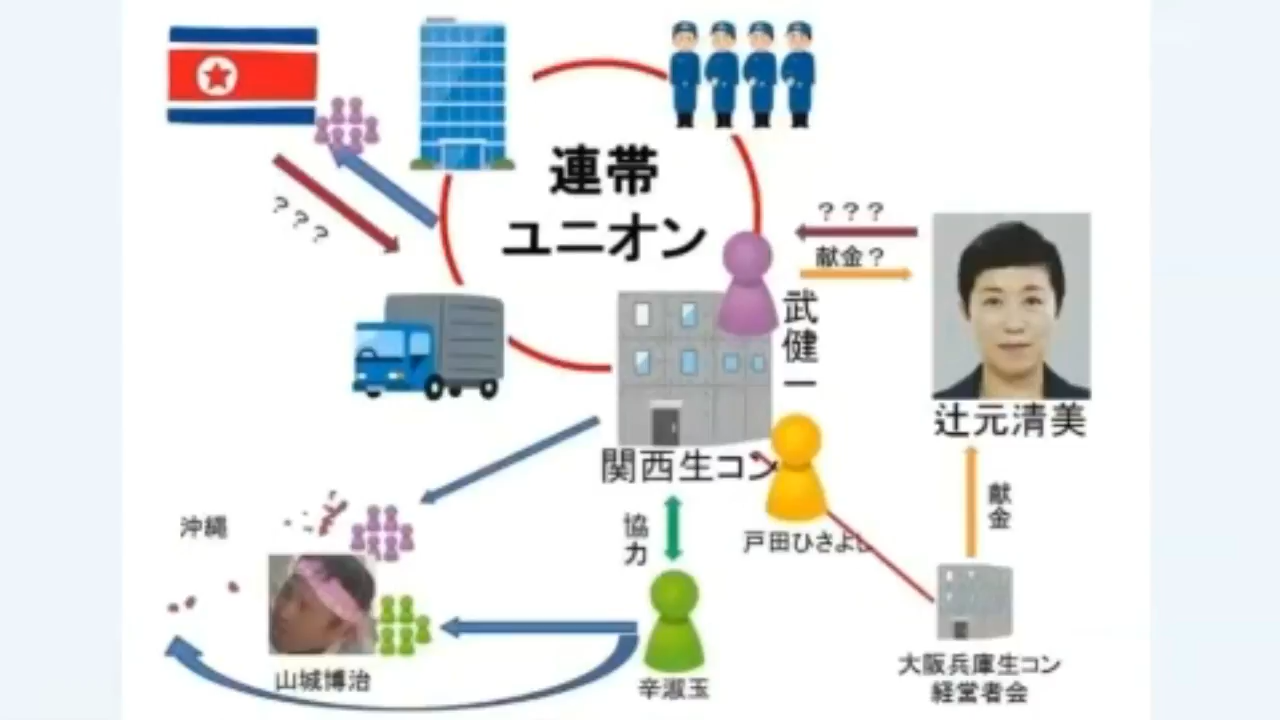 連帯
ユニオン
???
???
献金?
武健一
辻元清美
関西生コン
沖縄
協力
戸田ひさよし
献金
山城博治
辛淑玉
大阪兵庫生コン
経営者会